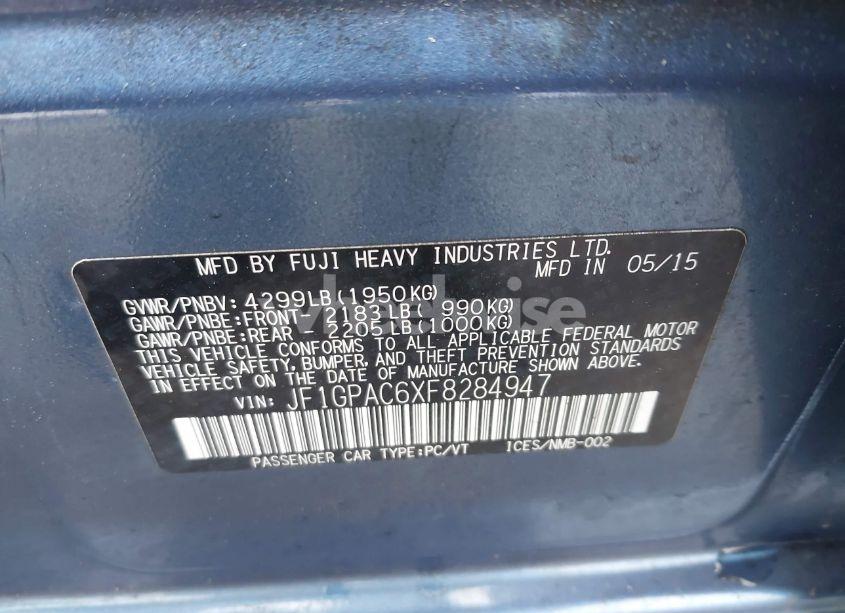 MFD BY FUJI HEAVY INDUSTRIES LTD.
MFD IN 05/15
GVWR/PNBV: 4299LB(1950KG)
GAWR/PNBE:FRONT- 2183LB( 990KG)
GAWR/PNBE:REAR - 2205LB(1000KG)
THIS VEHICLE CONFORMS TO ALL APPLICABLE FEDERAL MOTOR
VEHICLE SAFETY, BUMPER, AND THEFT PREVENTION STANDARDS
IN EFFECT ON THE DATE OF MANUFACTURE SHOWN ABOVE.
VIN: JF1GPAC6XF8284947
PASSENGER CAR TYPE:PC/VT ICES/NMB-002